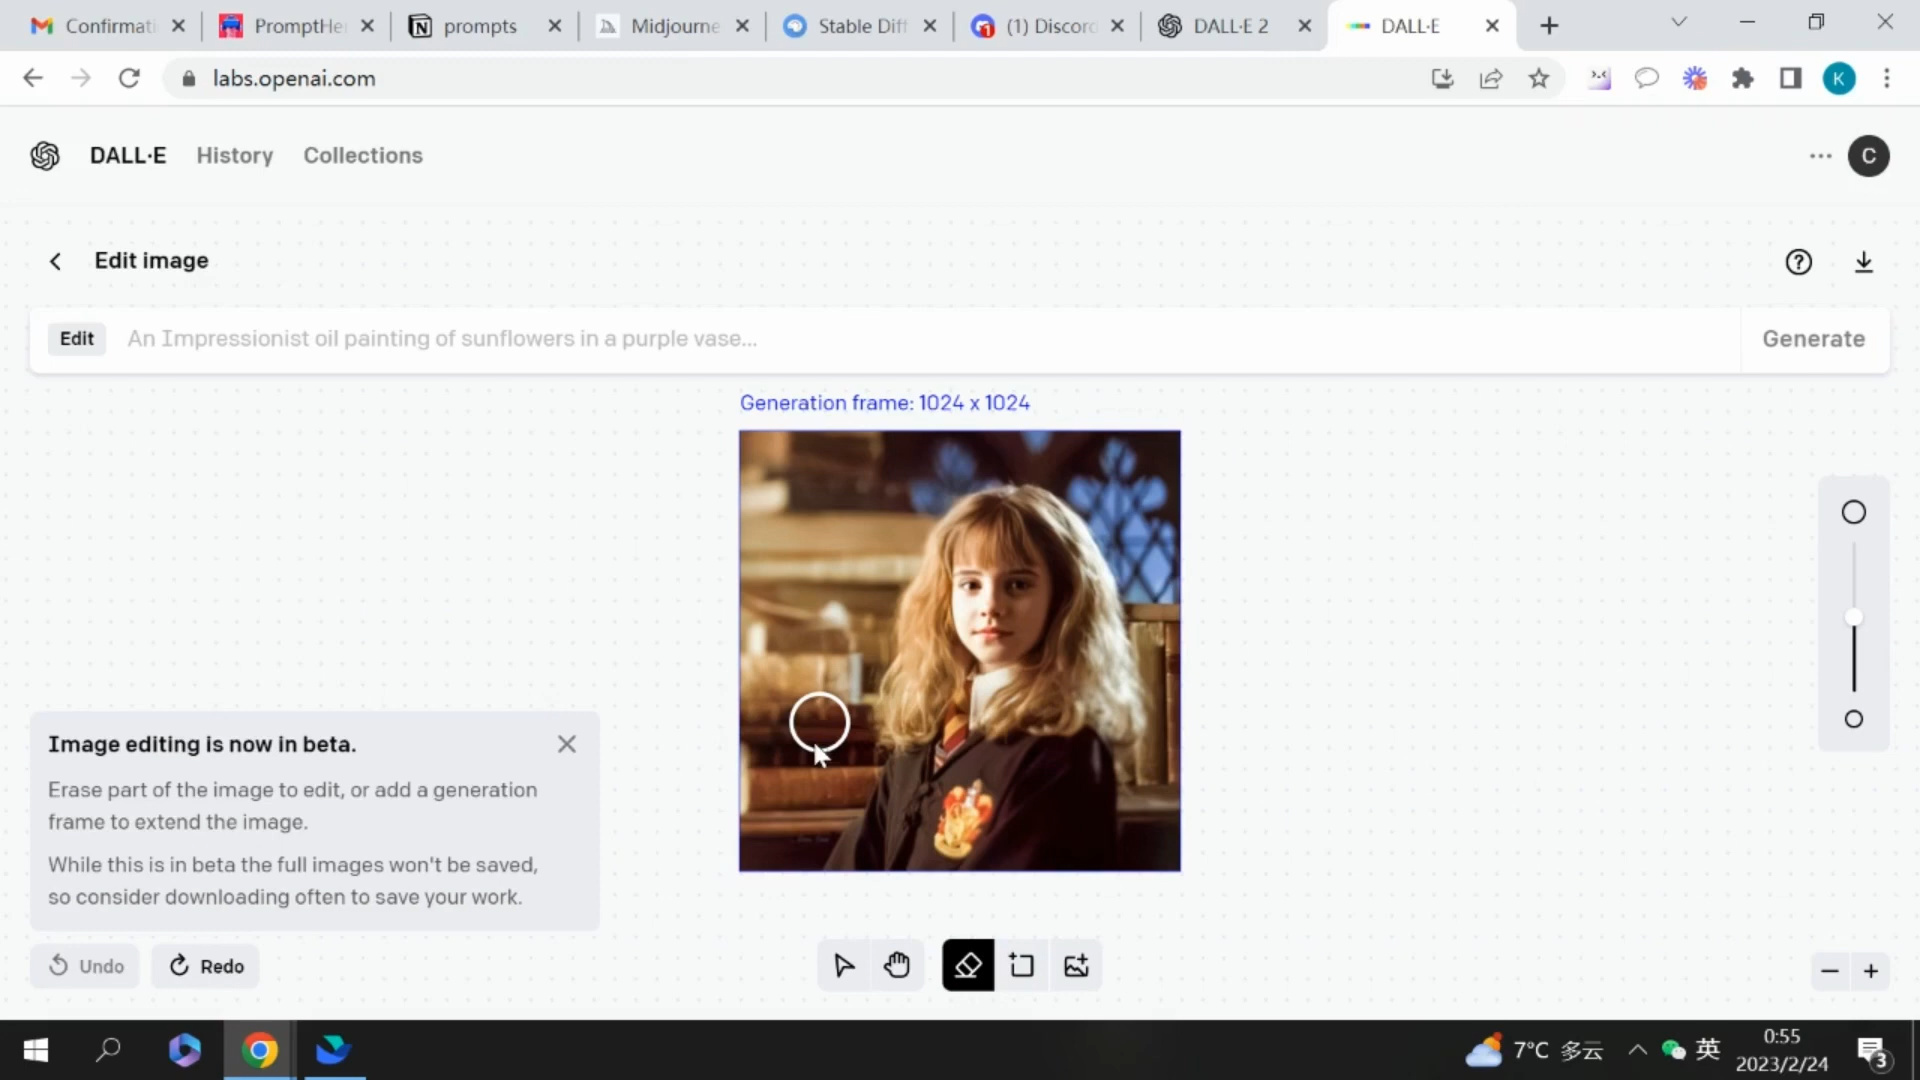 Confirmati
PromptHe
prompts
Midjourne
Stable Diff
(1) Discord
DALL·E 2
DALL·E
labs.openai.com
K
DALL·E
History
Collections
C
Edit image
Edit
An Impressionist oil painting of sunflowers in a purple vase...
Generate
Generation frame: 1024 x 1024
Image editing is now in beta.
Erase part of the image to edit, or add a generation
frame to extend the image.
While this is in beta the full images won't be saved,
so consider downloading often to save your work.
Undo
Redo
7°C 多云
英
0:55
2023/2/24
3